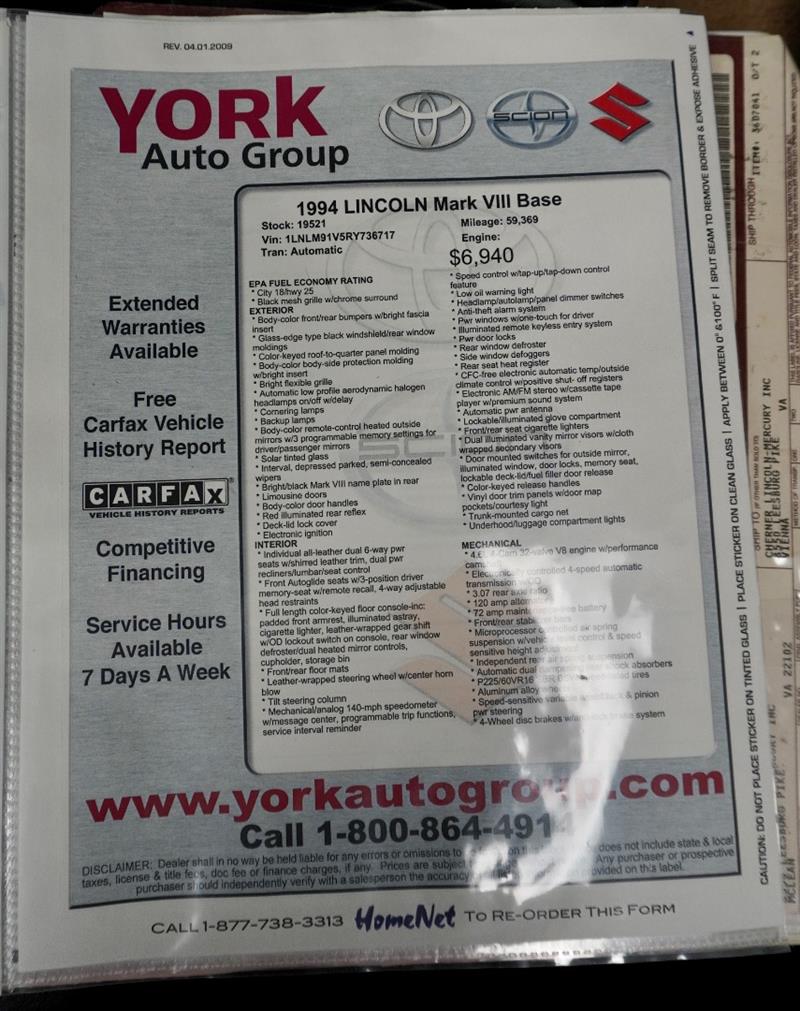 REV. 04.01.2009
YORK
Auto Group
SCION
1994 LINCOLN Mark VIII Base
Stock: 19521
Vin: 1LNLM91V5RY736717
Tran: Automatic
Mileage: 59,369
Engine:
$6,940
EPA FUEL ECONOMY RATING
* City 18/hwy 25
* Black mesh grille w/chrome surround
EXTERIOR
* Body-color front/rear bumpers w/bright fascia
insert
* Glass-edge type black windshield/rear window
moldings
* Color-keyed roof-to-quarter panel molding
* Body-color body-side protection molding
w/bright insert
* Bright flexible grille
* Automatic low profile aerodynamic halogen
headlamps on/off w/delay
* Cornering lamps
* Backup lamps
* Body-color remote-control heated outside
mirrors w/3 programmable memory settings for
driver/passenger mirrors
* Solar tinted glass
* Interval, depressed parked, semi-concealed
wipers
* Bright/black Mark VIII name plate in rear
* Limousine doors
* Body-color door handles
* Red illuminated rear reflex
* Deck-lid lock cover
* Electronic ignition
INTERIOR
* Individual all-leather dual 6-way pwr
seats w/shirred leather trim, dual pwr
recliners/lumbar/seat control
* Front Autoglide seats w/3-position driver
memory-seat w/remote recall, 4-way adjustable
head restraints
* Full length color-keyed floor console-inc:
padded front armrest, illuminated astray,
cigarette lighter, leather-wrapped gear shift
w/OD lockout switch on console, rear window
defroster/dual heated mirror controls,
cupholder, storage bin
* Front/rear floor mats
* Leather-wrapped steering wheel w/center horn
blow
* Tilt steering column
* Mechanical/analog 140-mph speedometer
w/message center, programmable trip functions,
service interval reminder
* Speed control w/tap-up/tap-down control
feature
* Low oil warning light
* Headlamp/autolamp/panel dimmer switches
* Anti-theft alarm system
* Pwr windows w/one-touch for driver
* Illuminated remote keyless entry system
* Pwr door locks
* Rear window defroster
* Side window defoggers
* Rear seat heat register
* CFC-free electronic automatic temp/outside
climate control w/positive shut- off registers
* Electronic AM/FM stereo w/cassette tape
player w/premium sound system
* Automatic pwr antenna
* Lockable/illuminated glove compartment
* Front/rear seat cigarette lighters
* Dual illuminated vanity mirror visors w/cloth
wrapped secondary visors
* Door mounted switches for outside mirror,
illuminated window, door locks, memory seat,
lockable deck-lid/fuel filler door release
* Color-keyed release handles
* Vinyl door trim panels w/door map
pockets/courtesy light
* Trunk-mounted cargo net
* Underhood/luggage compartment lights
MECHANICAL
* 4.6L 4-Cam 32-valve V8 engine w/performance
* Electronically controlled 4-speed automatic
transmission w/OD
* 3.07 rear axle ratio
* 120 amp
* 72 amp battery
* Front/rear bars
* Microprocessor controlled air spring
suspension control & speed
sensitive height
* Independent rear air suspension
* Automatic dual shock absorbers
* P225/60VR16
* Aluminum alloy
* Speed-sensitive & pinion
pwr steering
* 4-Wheel disc brakes system
Extended
Warranties
Available
Free
Carfax Vehicle
History Report
CARFAX
VEHICLE HISTORY REPORTS
Competitive
Financing
Service Hours
Available
7 Days A Week
www.yorkautogroup.com
Call 1-800-864-4914
DISCLAIMER: Dealer shall in no way be held liable for any errors or omissions to does not include state & local
taxes, license & title fees, doc fee or finance charges, if any. Prices are subject Any purchaser or prospective
purchaser should independently verify with a salesperson the accuracy provided on this label.
CALL 1-877-738-3313 HomeNet TO RE-ORDER THIS FORM
CAUTION: DO NOT PLACE STICKER ON TINTED GLASS | PLACE STICKER ON CLEAN GLASS | APPLY BETWEEN 0° & 100° F | SPLIT SEAM TO REMOVE BORDER & EXPOSE ADHESIVE
SHIP THROUGH
CHERNER LINCOLN-MERCURY INC
VIENNA VA
VA 22102